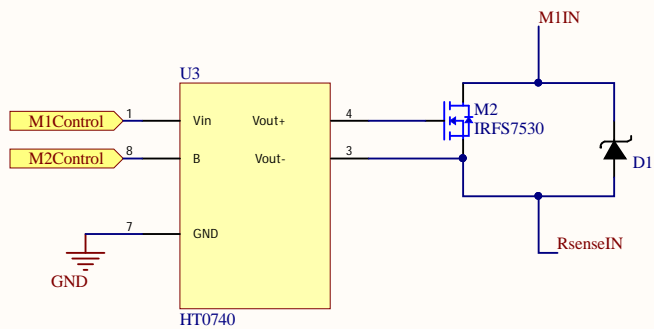 M1IN
U3
M1Control 1 Vin Vout+ 4 M2
IRFS7530
M2Control 8 B Vout- 3 D1
7 GND
GND
RsenseIN
HT0740